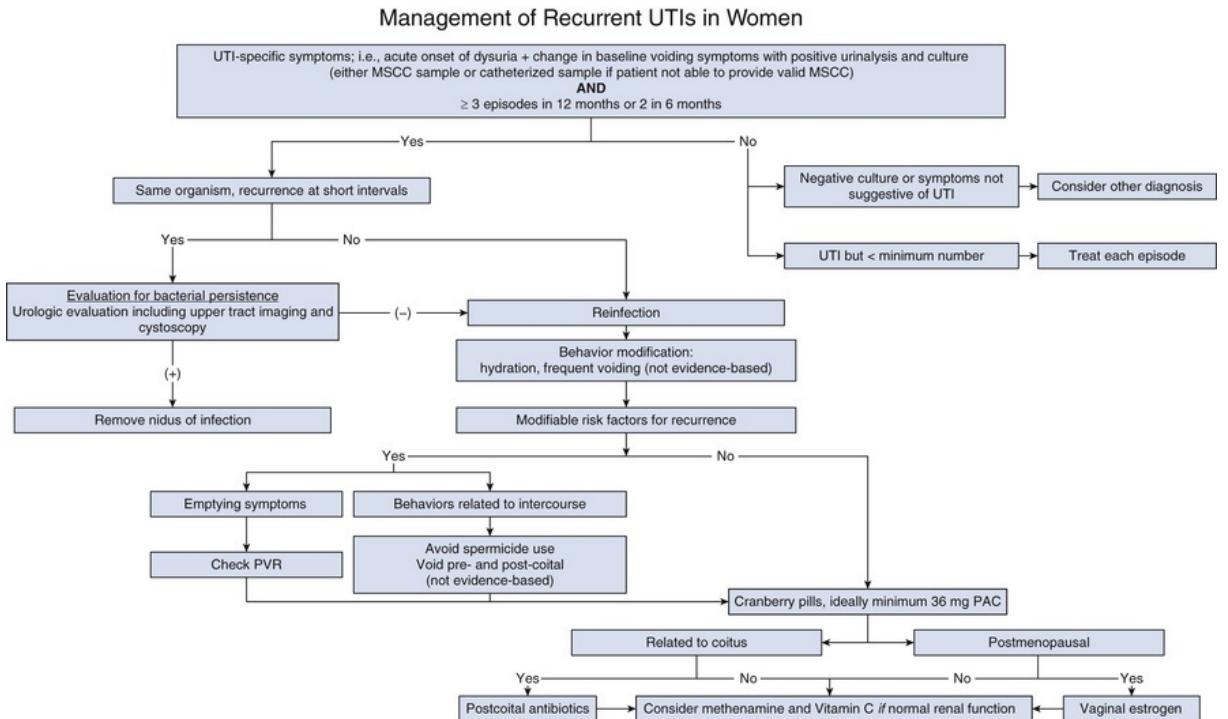 Management of Recurrent UTIs in Women
UTI-specific symptoms; i.e., acute onset of dysuria + change in baseline voiding symptoms with positive urinalysis and culture
(either MSCC sample or catheterized sample if patient not able to provide valid MSCC)
AND
≥ 3 episodes in 12 months or 2 in 6 months
Yes
No
Same organism, recurrence at short intervals
Negative culture or symptoms not
suggestive of UTI
Consider other diagnosis
Yes
No
UTI but < minimum number
Treat each episode
Evaluation for bacterial persistence
Urologic evaluation including upper tract imaging and
cystoscopy
(–)
Reinfection
Behavior modification:
hydration, frequent voiding (not evidence-based)
(+)
Remove nidus of infection
Modifiable risk factors for recurrence
Yes
No
Emptying symptoms
Behaviors related to intercourse
Check PVR
Avoid spermicide use
Void pre- and post-coital
(not evidence-based)
Cranberry pills, ideally minimum 36 mg PAC
Related to coitus
Postmenopausal
Yes
No
No
Yes
Postcoital antibiotics
Consider methenamine and Vitamin C if normal renal function
Vaginal estrogen